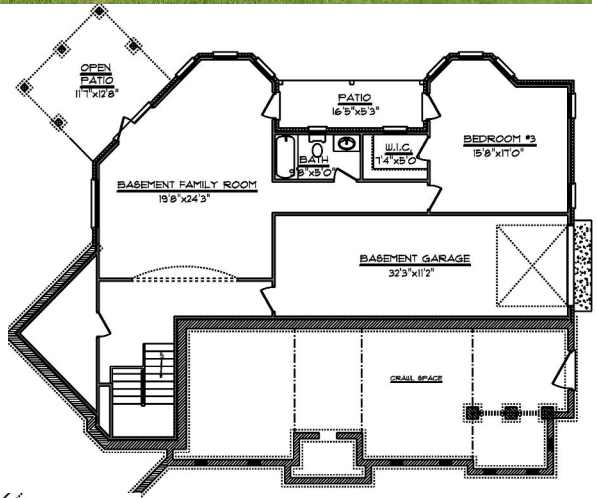 OPEN
PATIO
11'7"x12'8"
PATIO
16'5"x5'3"
BATH
9'8"x5'0"
W.I.C.
7'4"x5'0"
BEDROOM #3
15'8"x17'0"
BASEMENT FAMILY ROOM
19'8"x24'3"
BASEMENT GARAGE
32'3"x11'2"
CRAWL SPACE